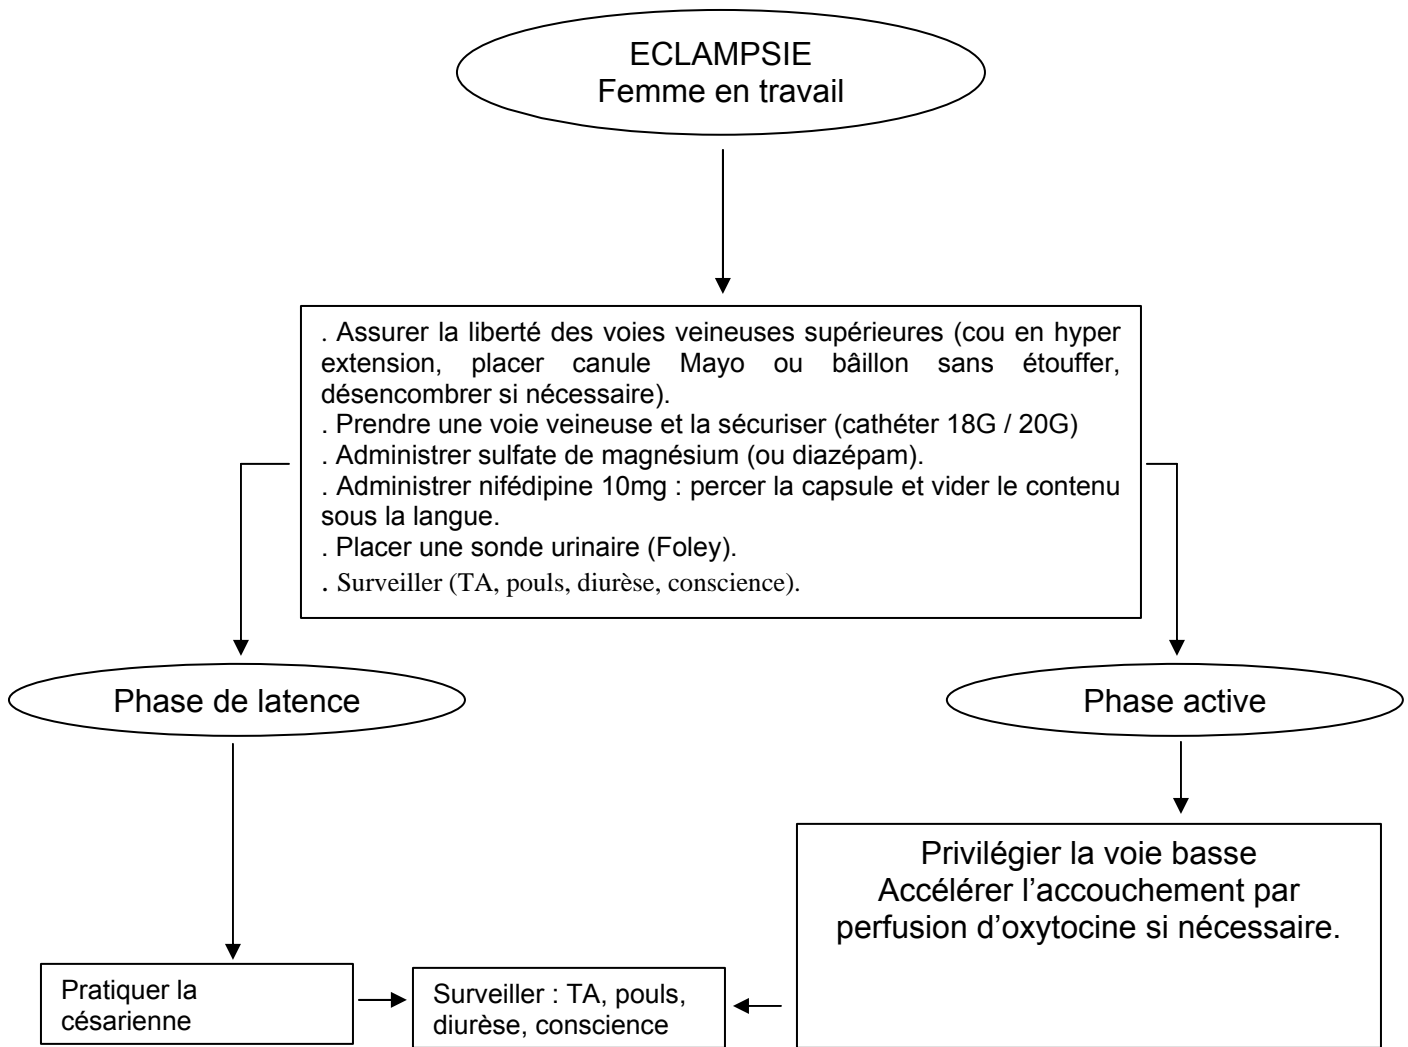 ECLAMPSIE
Femme en travail
. Assurer la liberté des voies veineuses supérieures (cou en hyper
extension, placer canule Mayo ou bâillon sans étouffer,
désencombrer si nécessaire).
. Prendre une voie veineuse et la sécuriser (cathéter 18G / 20G)
. Administrer sulfate de magnésium (ou diazépam).
. Administrer nifédipine 10mg : percer la capsule et vider le contenu
sous la langue.
. Placer une sonde urinaire (Foley).
. Surveiller (TA, pouls, diurèse, conscience).
Phase de latence
Phase active
Privilégier la voie basse
Accélérer l’accouchement par
perfusion d’oxytocine si nécessaire.
Pratiquer la
césarienne
Surveiller : TA, pouls,
diurèse, conscience